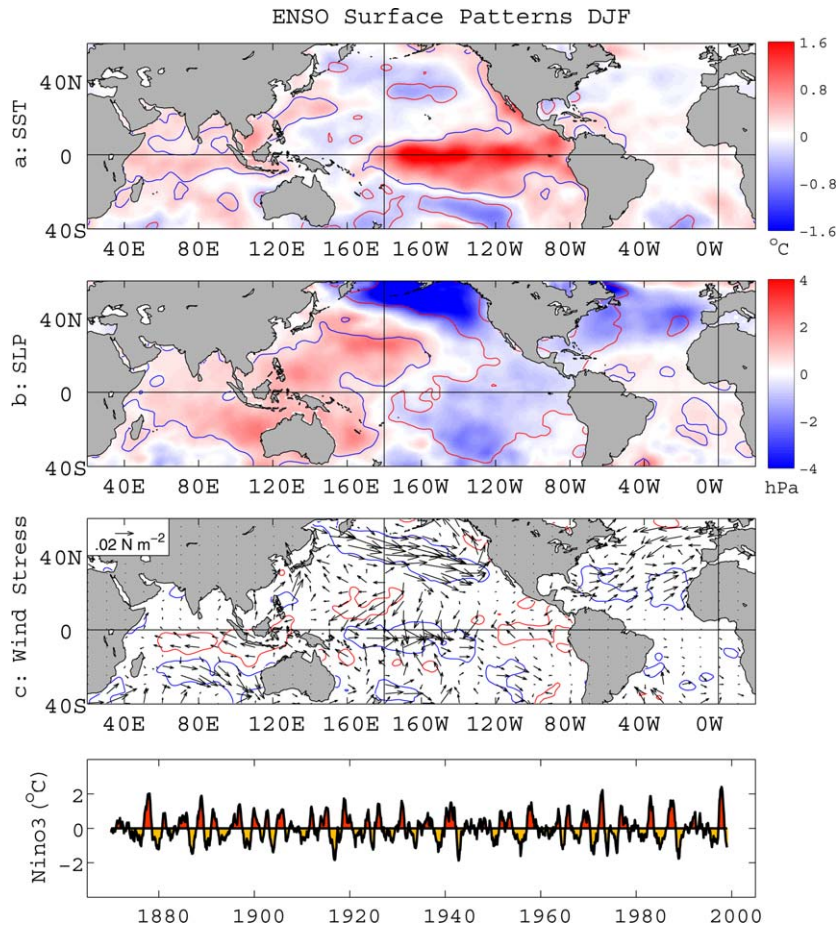 ENSO Surface Patterns DJF
a: SST
40N
0
40S
40E 80E 120E 160E 160W 120W 80W 40W 0W
1.6
0.8
0
-0.8
-1.6
°C
b: SLP
40N
0
40S
40E 80E 120E 160E 160W 120W 80W 40W 0W
4
2
0
-2
-4
hPa
c: Wind Stress
.02 N m-2
40N
0
40S
40E 80E 120E 160E 160W 120W 80W 40W 0W
Nino3 (°C)
2
0
-2
1880 1900 1920 1940 1960 1980 2000